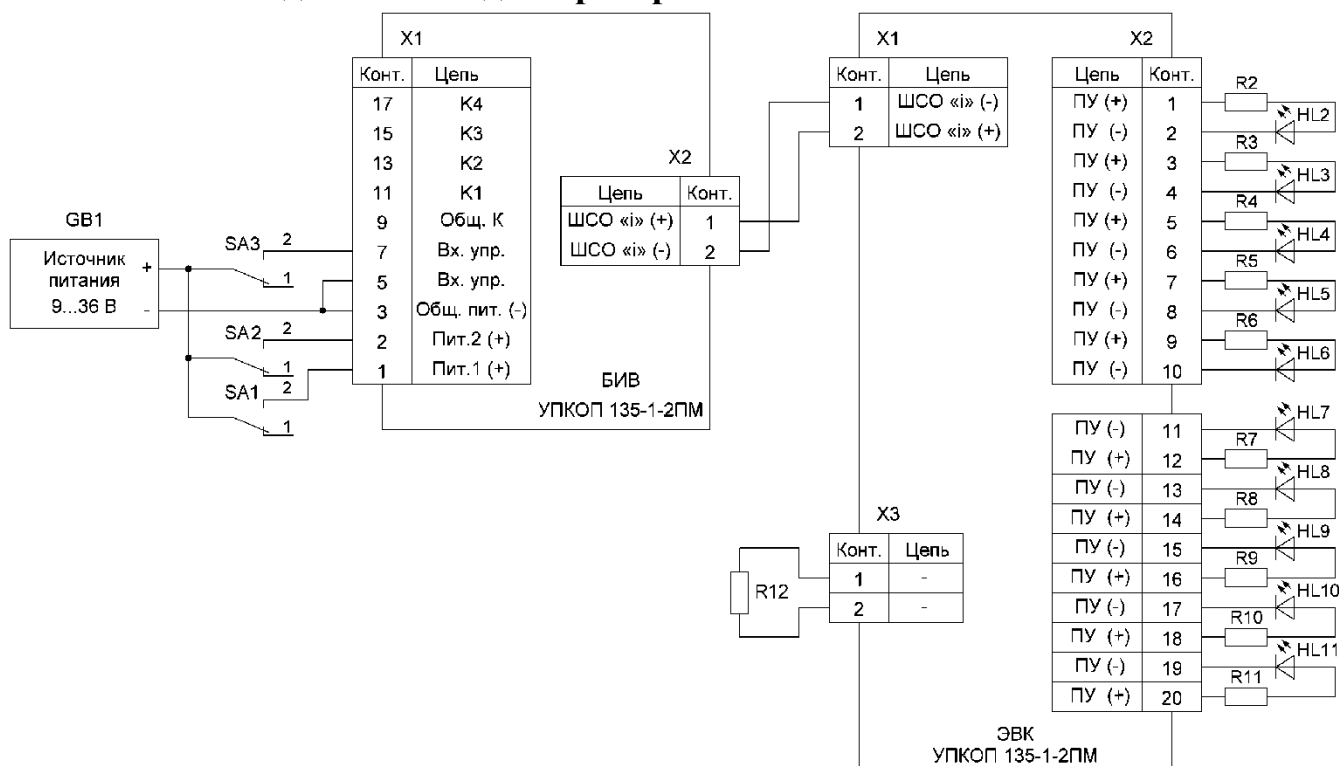 X1
Конт. Цепь
17 К4
15 К3
13 К2
11 К1
9 Общ. К
7 Вх. упр.
5 Вх. упр.
3 Общ. пит. (-)
2 Пит.2 (+)
1 Пит.1 (+)
GB1
Источник
питания
9...36 В
+
-
SA3 2
1
SA2 2
1
SA1 2
1
X2
Цепь Конт.
ШСО «i» (+) 1
ШСО «i» (-) 2
БИВ
УПКОП 135-1-2ПМ
X1
Конт. Цепь
1 ШСО «i» (-)
2 ШСО «i» (+)
X2
Цепь Конт.
ПУ (+) 1
ПУ (-) 2
ПУ (+) 3
ПУ (-) 4
ПУ (+) 5
ПУ (-) 6
ПУ (+) 7
ПУ (-) 8
ПУ (+) 9
ПУ (-) 10
R2
HL2
R3
HL3
R4
HL4
R5
HL5
R6
HL6
ПУ (-) 11
ПУ (+) 12
ПУ (-) 13
ПУ (+) 14
ПУ (-) 15
ПУ (+) 16
ПУ (-) 17
ПУ (+) 18
ПУ (-) 19
ПУ (+) 20
HL7
R7
HL8
R8
HL9
R9
HL10
R10
HL11
R11
X3
Конт. Цепь
1 -
2 -
R12
ЭВК
УПКОП 135-1-2ПМ